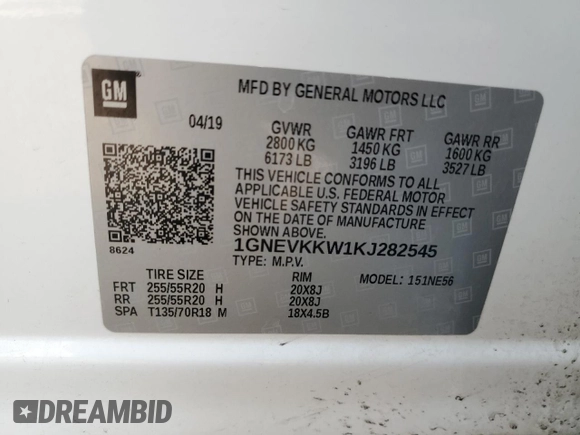 GM
MFD BY GENERAL MOTORS LLC
04/19 GVWR GAWR FRT GAWR RR
2800 KG 1450 KG 1600 KG
6173 LB 3196 LB 3527 LB
THIS VEHICLE CONFORMS TO ALL
APPLICABLE U.S. FEDERAL MOTOR
VEHICLE SAFETY STANDARDS IN EFFECT
ON THE DATE OF MANUFACTURE
SHOWN ABOVE.
8624
1GNEVKKW1KJ282545
TYPE: M.P.V.
MODEL: 151NE56
TIRE SIZE RIM
FRT 255/55R20 H 20X8J
RR 255/55R20 H 20X8J
SPA T135/70R18 M 18X4.5B
DREAMBID